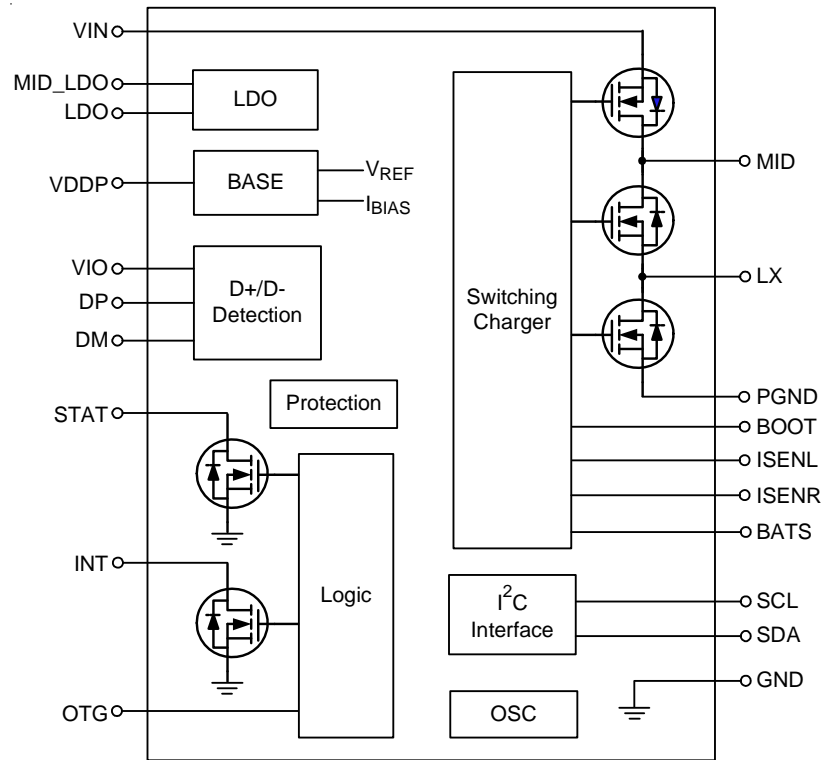 VIN
MID_LDO
LDO
LDO
VDDP
BASE
VREF
IBIAS
VIO
DP
DM
D+/D-
Detection
Switching
Charger
MID
LX
PGND
BOOT
ISENL
ISENR
BATS
Protection
STAT
INT
Logic
OTG
I2C
Interface
SCL
SDA
GND
OSC